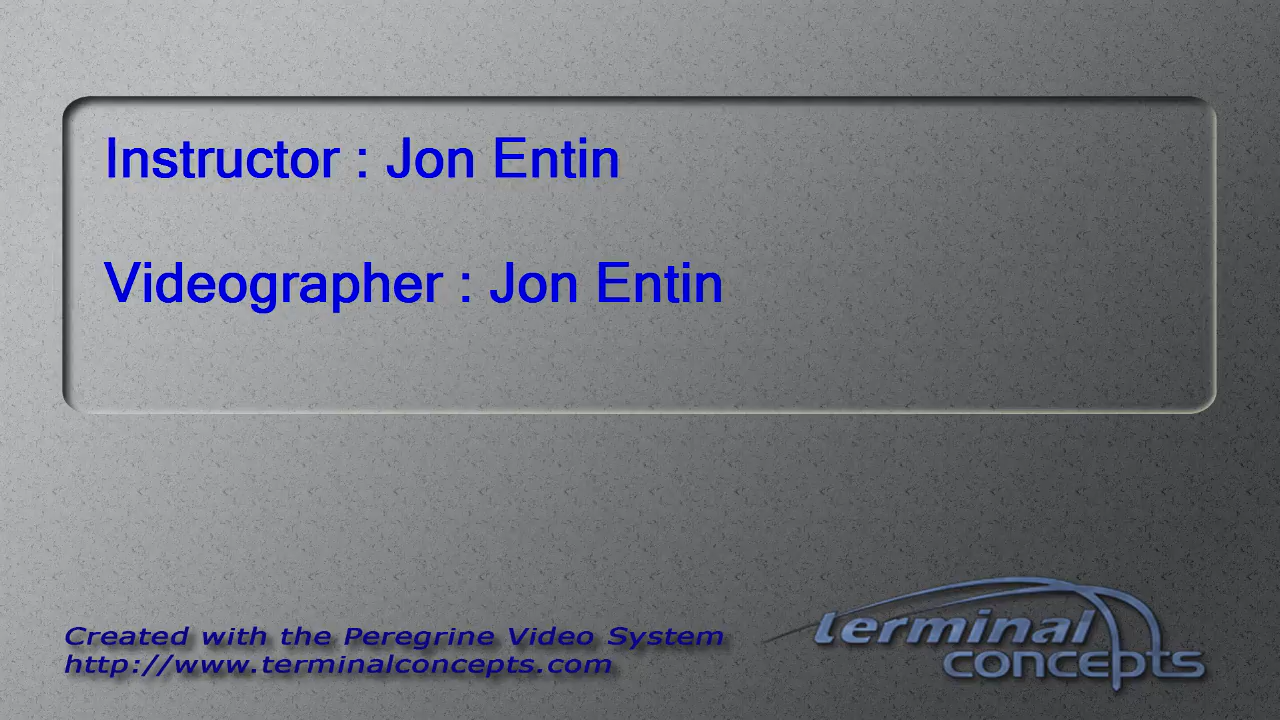 Instructor : Jon Entin
Videographer : Jon Entin
Created with the Peregrine Video System
http://www.terminalconcepts.com
terminal
concepts